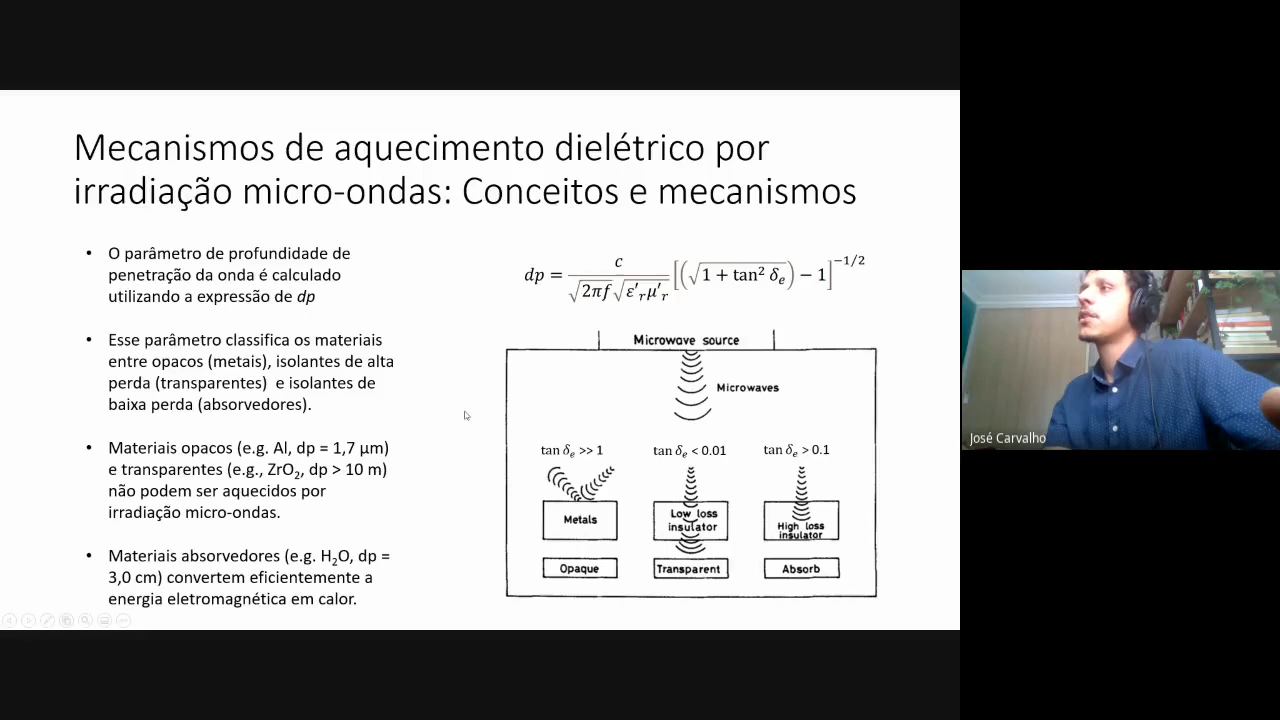 Mecanismos de aquecimento dielétrico por
irradiação micro-ondas: Conceitos e mecanismos
• O parâmetro de profundidade de
penetração da onda é calculado
utilizando a expressão de dp
• Esse parâmetro classifica os materiais
entre opacos (metais), isolantes de alta
perda (transparentes) e isolantes de
baixa perda (absorvedores).
• Materiais opacos (e.g. Al, dp = 1,7 μm)
e transparentes (e.g., ZrO₂, dp > 10 m)
não podem ser aquecidos por
irradiação micro-ondas.
• Materiais absorvedores (e.g. H₂O, dp =
3,0 cm) convertem eficientemente a
energia eletromagnética em calor.
dp = c / (√(2πf) √(ε′ᵣμ′ᵣ)) [(√(1 + tan² δₑ)) − 1]^(−1/2)
Microwave source
Microwaves
tan δₑ >> 1 tan δₑ < 0.01 tan δₑ > 0.1
Metals
Low loss
insulator
High loss
insulator
Opaque Transparent Absorb
José Carvalho